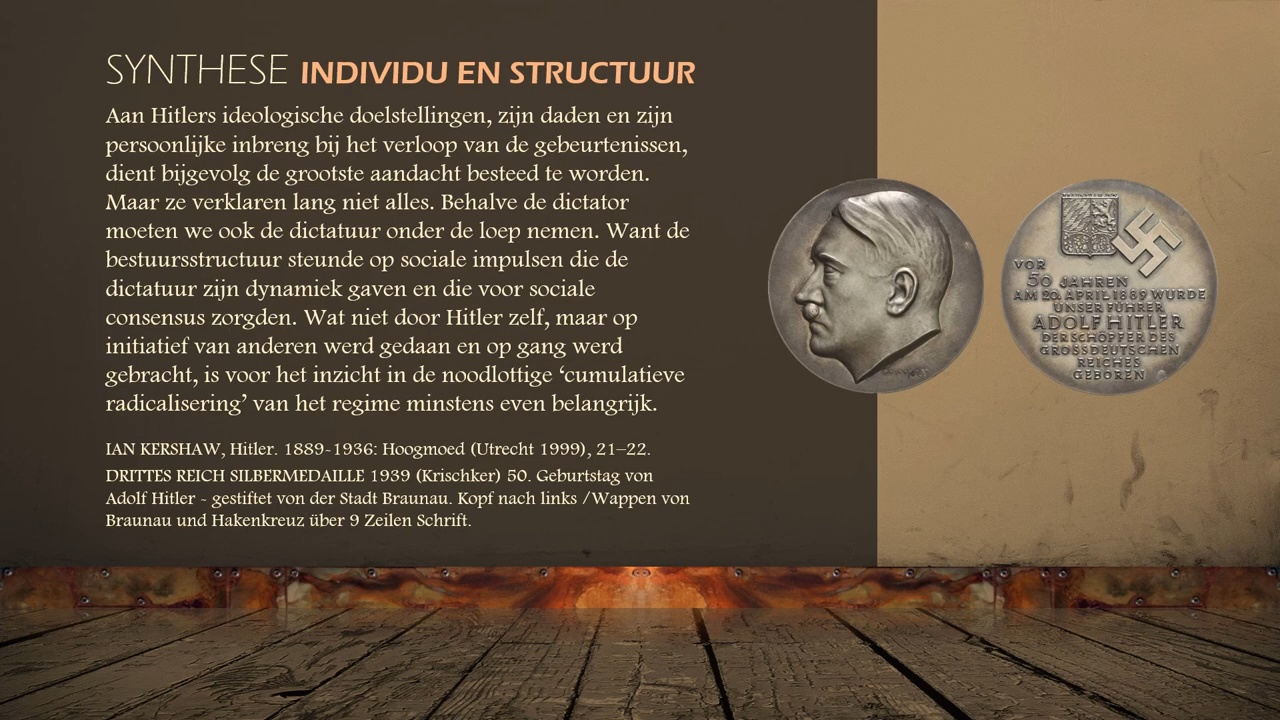 SYNTHESE INDIVIDU EN STRUCTUUR
Aan Hitlers ideologische doelstellingen, zijn daden en zijn
persoonlijke inbreng bij het verloop van de gebeurtenissen,
dient bijgevolg de grootste aandacht besteed te worden.
Maar ze verklaren lang niet alles. Behalve de dictator
moeten we ook de dictatuur onder de loep nemen. Want de
bestuursstructuur steunde op sociale impulsen die de
dictatuur zijn dynamiek gaven en die voor sociale
consensus zorgden. Wat niet door Hitler zelf, maar op
initiatief van anderen werd gedaan en op gang werd
gebracht, is voor het inzicht in de noodlottige ‘cumulatieve
radicalisering’ van het regime minstens even belangrijk.
IAN KERSHAW, Hitler. 1889-1936: Hoogmoed (Utrecht 1999), 21–22.
DRITTES REICH SILBERMEDAILLE 1939 (Krischker) 50. Geburtstag von
Adolf Hitler - gestiftet von der Stadt Braunau. Kopf nach links /Wappen von
Braunau und Hakenkreuz über 9 Zeilen Schrift.
VOR
50 JAHREN
AM 20. APRIL 1889 WURDE
UNSER FÜHRER
ADOLF HITLER
DER SCHÖPFER DES
GROSSDEUTSCHEN
REICHES
GEBOREN